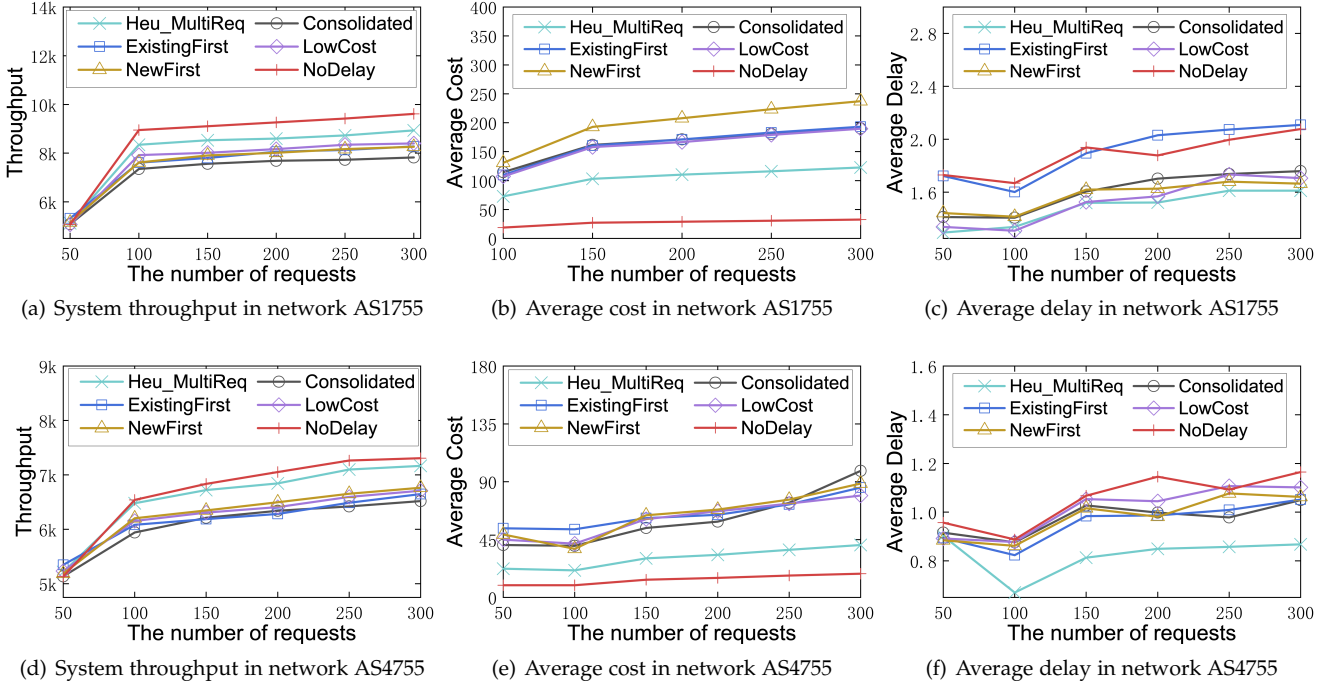 14k
12k
10k
8k
6k
50 100 150 200 250 300
Throughput
The number of requests
Heu_MultiReq Consolidated
ExistingFirst LowCost
NewFirst NoDelay
(a) System throughput in network AS1755
400
350
300
250
200
150
100
50
0
100 150 200 250 300
Average Cost
The number of requests
Heu_MultiReq Consolidated
ExistingFirst LowCost
NewFirst NoDelay
(b) Average cost in network AS1755
2.8
2.4
2.0
1.6
50 100 150 200 250 300
Average Delay
The number of requests
Heu_MultiReq Consolidated
ExistingFirst LowCost
NewFirst NoDelay
(c) Average delay in network AS1755
9k
8k
7k
6k
5k
50 100 150 200 250 300
Throughput
The number of requests
Heu_MultiReq Consolidated
ExistingFirst LowCost
NewFirst NoDelay
(d) System throughput in network AS4755
180
135
90
45
0
50 100 150 200 250 300
Average Cost
The number of requests
Heu_MultiReq Consolidated
ExistingFirst LowCost
NewFirst NoDelay
(e) Average cost in network AS4755
1.6
1.4
1.2
1.0
0.8
50 100 150 200 250 300
Average Delay
The number of requests
Heu_MultiReq Consolidated
ExistingFirst LowCost
NewFirst NoDelay
(f) Average delay in network AS4755